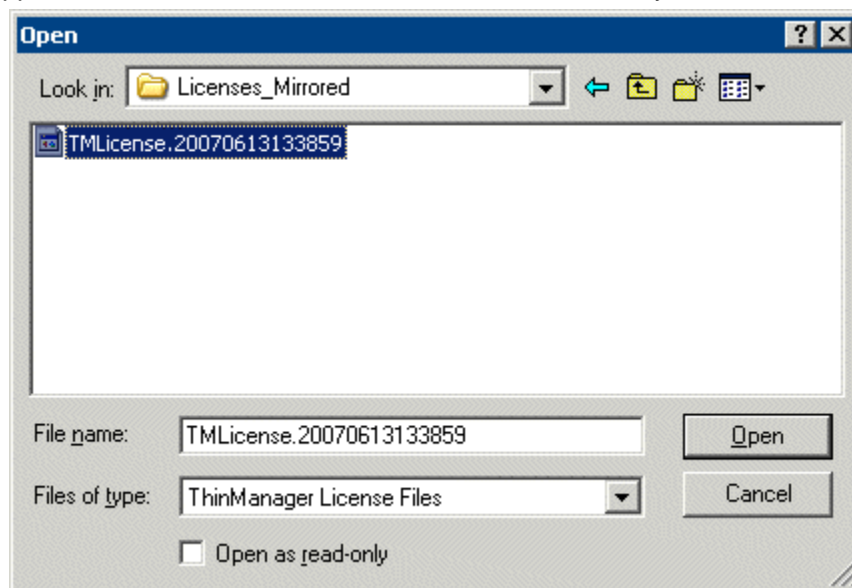 Open
Look in: Licenses_Mirrored
TMLicense.20070613133859
File name: TMLicense.20070613133859 Open
Files of type: ThinManager License Files Cancel
Open as read-only